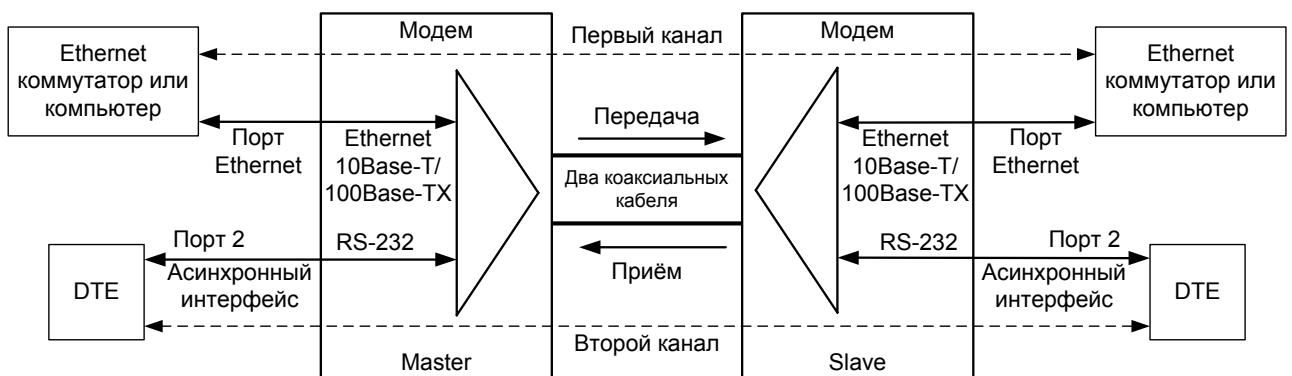 Модем
Первый канал
Модем
Ethernet
коммутатор или
компьютер
Ethernet
коммутатор или
компьютер
Передача
Порт
Ethernet
Ethernet
10Base-T/
100Base-TX
Два коаксиальных
кабеля
Ethernet
10Base-T/
100Base-TX
Порт
Ethernet
Порт 2
RS-232
RS-232
Порт 2
DTE
Асинхронный
интерфейс
Приём
Асинхронный
интерфейс
DTE
Второй канал
Master
Slave